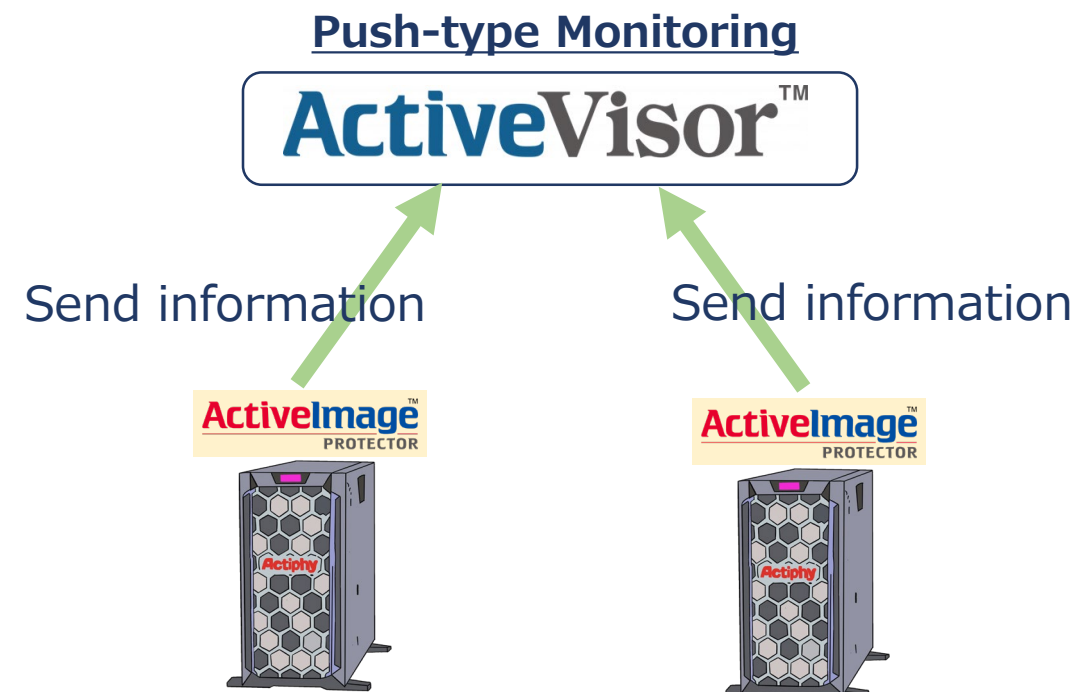 Push-type Monitoring
ActiveVisor™
Send information
Send information
ActiveImage™
PROTECTOR
ActiveImage™
PROTECTOR
Actiphy
Actiphy